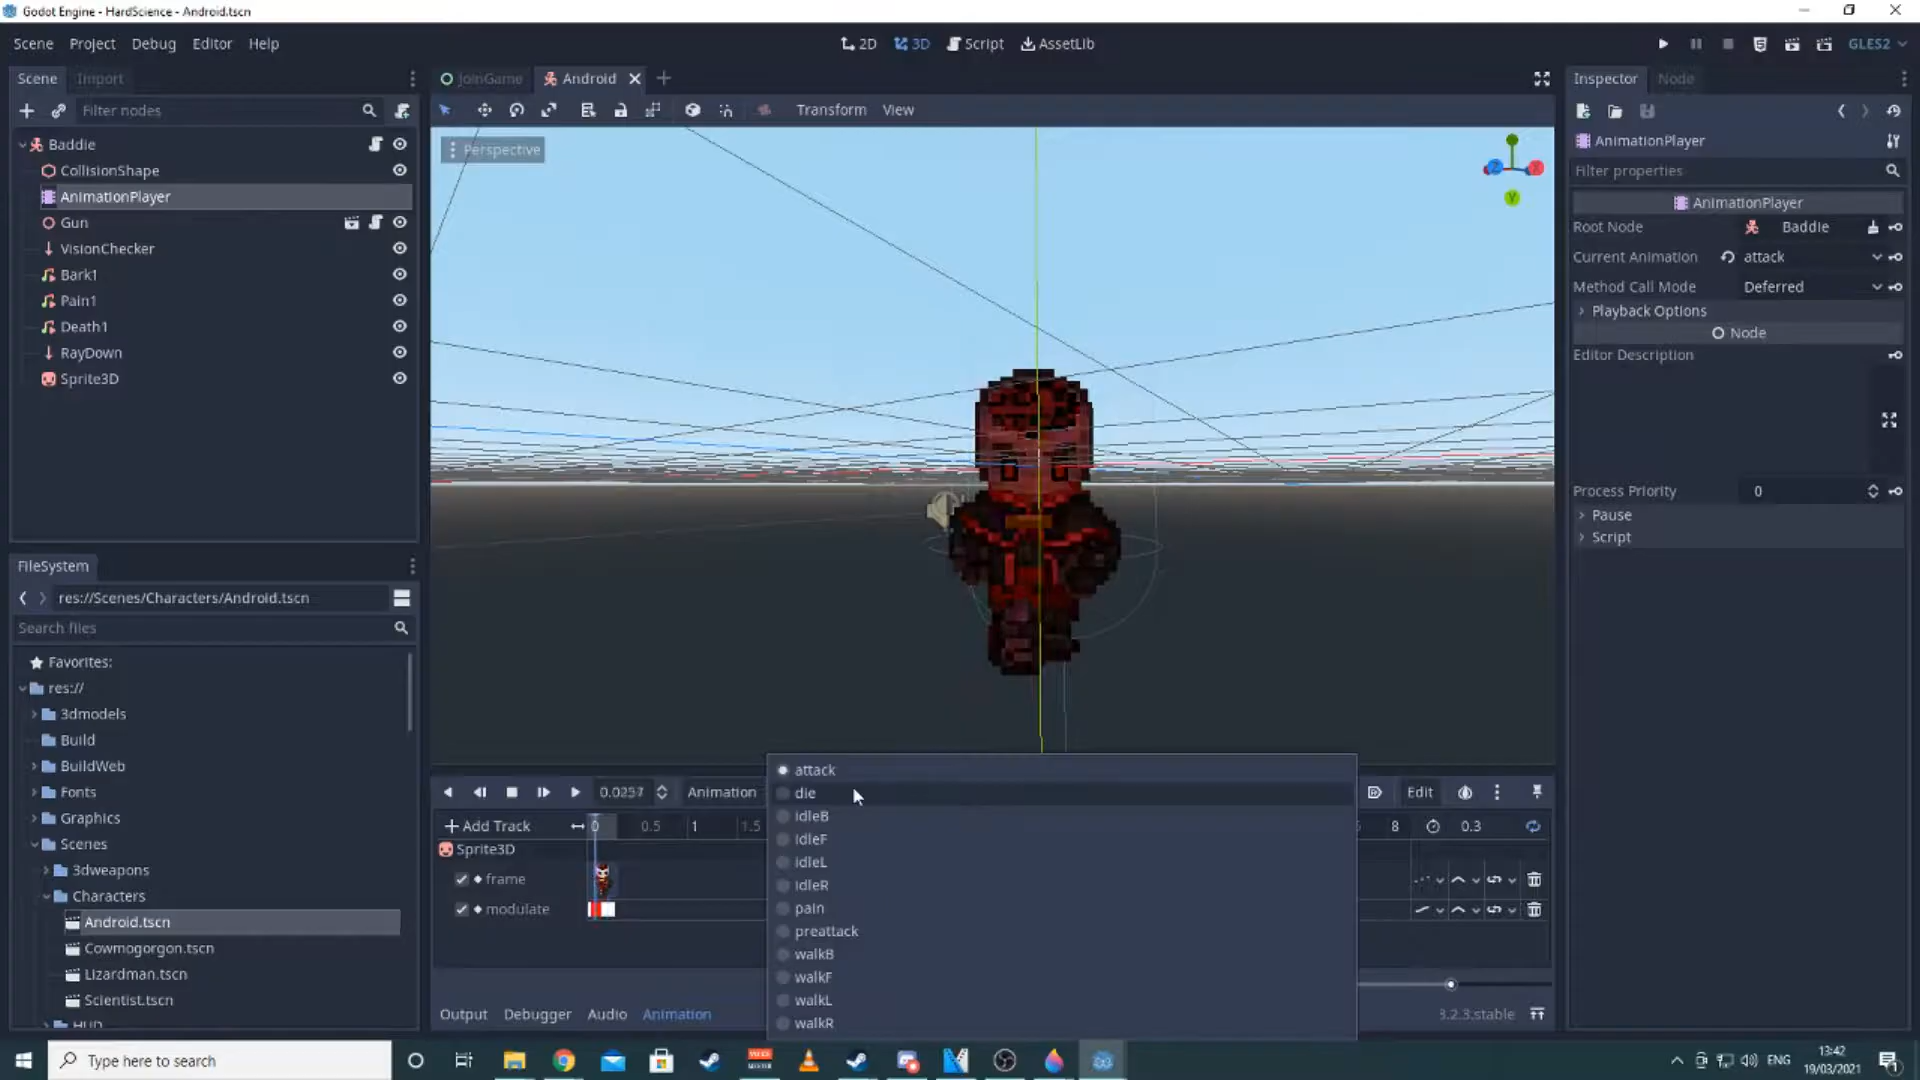 Godot Engine - HardScience - Android.tscn
Scene Project Debug Editor Help
2D 3D Script AssetLib
GLES2
Scene Import
JoinGame Android
Inspector Node
Filter nodes
Transform View
Perspective
Baddie
CollisionShape
AnimationPlayer
Gun
VisionChecker
Bark1
Pain1
Death1
RayDown
Sprite3D
AnimationPlayer
Filter properties
AnimationPlayer
Root Node Baddie
Current Animation attack
Method Call Mode Deferred
Playback Options
Node
Editor Description
Process Priority 0
Pause
Script
Y
FileSystem
res://Scenes/Characters/Android.tscn
Search files
Favorites:
res://
3dmodels
Build
BuildWeb
Fonts
Graphics
Scenes
3dweapons
Characters
Android.tscn
Cowmogorgon.tscn
Lizardman.tscn
Scientist.tscn
HUD
0.0257 Animation
Edit
Add Track 0 0.5 1 1.5
8 0.3
Sprite3D
frame
modulate
attack
die
idleB
idleF
idleL
idleR
pain
preattack
walkB
walkF
walkL
walkR
Output Debugger Audio Animation
3.2.3.stable
Type here to search
ENG
13:42
19/03/2021